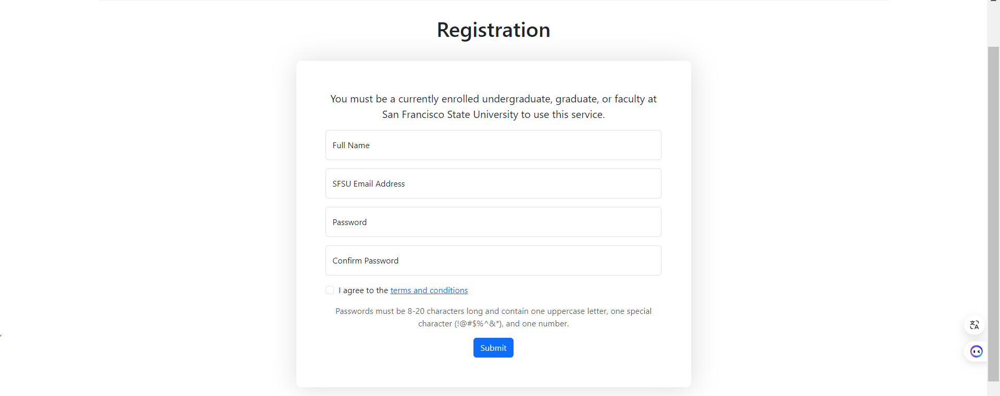 Registration
You must be a currently enrolled undergraduate, graduate, or faculty at
San Francisco State University to use this service.
Full Name
SFSU Email Address
Password
Confirm Password
I agree to the terms and conditions
Passwords must be 8-20 characters long and contain one uppercase letter, one special
character (!@#$%^&*), and one number.
,
Submit